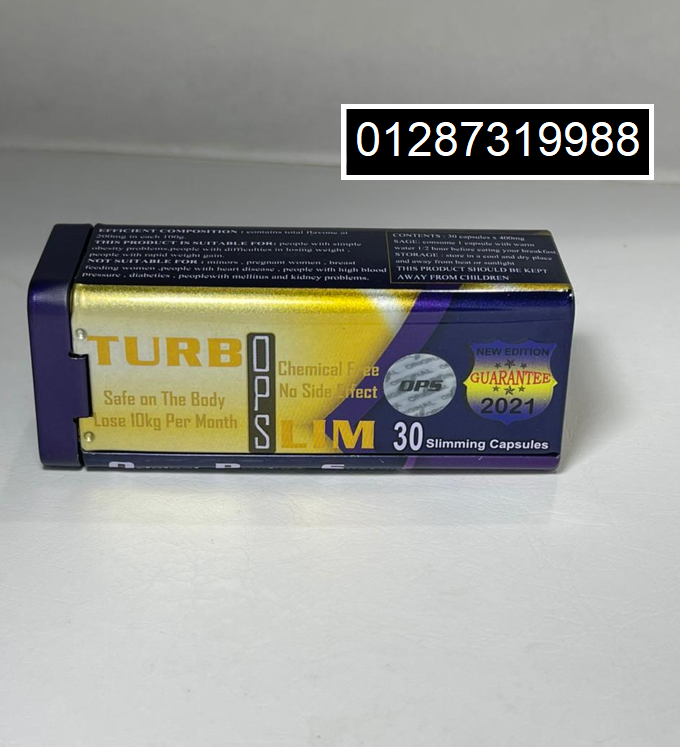 01287319988
EFFICIENT COMPOSITION : contains total flavone at
200mg in each 100g.
THIS PRODUCT IS SUITABLE FOR: people with simple
obesity problems,people with difficulties in losing weight ,
people with rapid weight gain.
NOT SUITABLE FOR : minors , pregnant women , breast
feeding women ,people with heart disease , people with high blood
pressure , diabetics , peoplewith mellitus and kidney problems.
CONTENTS : 30 capsules x 400mg
SAGE: consume 1 capsule with warm
water 1/2 hour before eating your breakfast
STORAGE : store in a cool and dry place
and away from heat or sunlight
THIS PRODUCT SHOULD BE KEPT
AWAY FROM CHILDREN
TURBO
OPS
SLIM
Safe on The Body
Lose 10kg Per Month
Chemical Free
No Side Effect
ORIGINAL
OPS
NEW EDITION
GUARANTEE
2021
30 Slimming Capsules